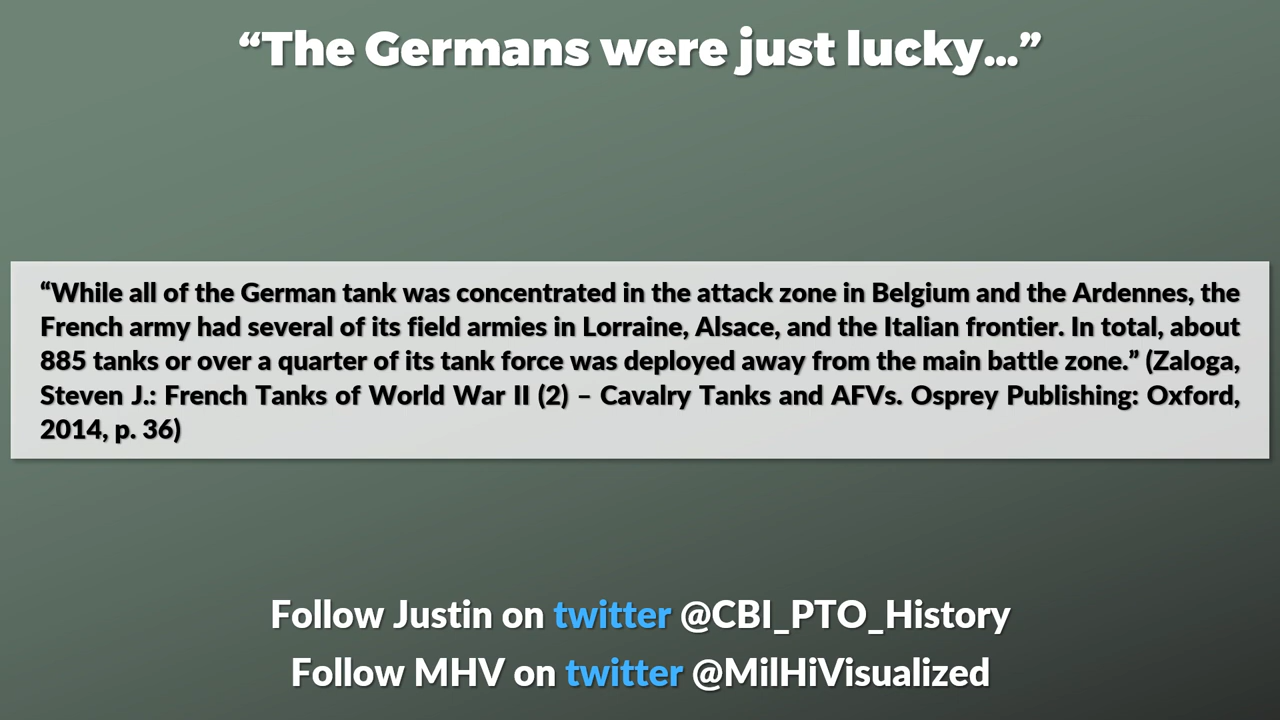 “The Germans were just lucky...”
“While all of the German tank was concentrated in the attack zone in Belgium and the Ardennes, the
French army had several of its field armies in Lorraine, Alsace, and the Italian frontier. In total, about
885 tanks or over a quarter of its tank force was deployed away from the main battle zone.” (Zaloga,
Steven J.: French Tanks of World War II (2) – Cavalry Tanks and AFVs. Osprey Publishing: Oxford,
2014, p. 36)
Follow Justin on twitter @CBI_PTO_History
Follow MHV on twitter @MilHiVisualized